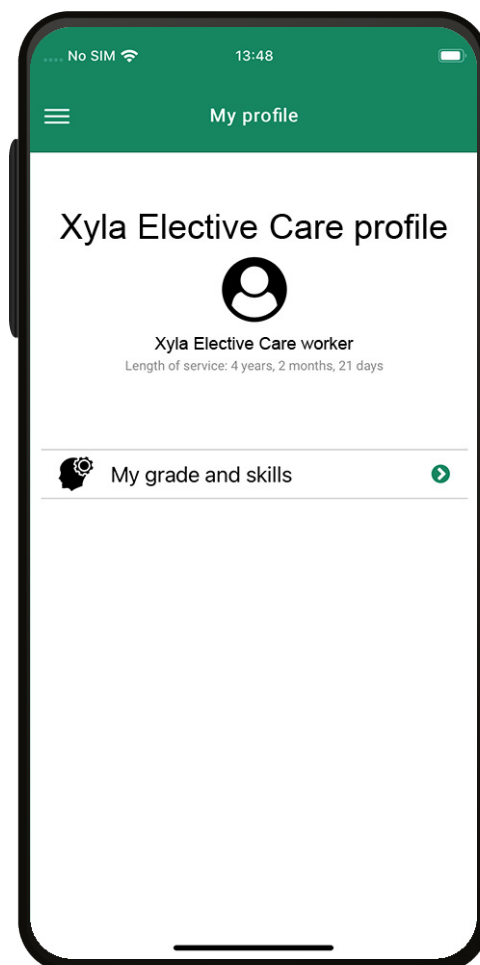 No SIM 13:48
My profile
Xyla Elective Care profile
Xyla Elective Care worker
Length of service: 4 years, 2 months, 21 days
My grade and skills